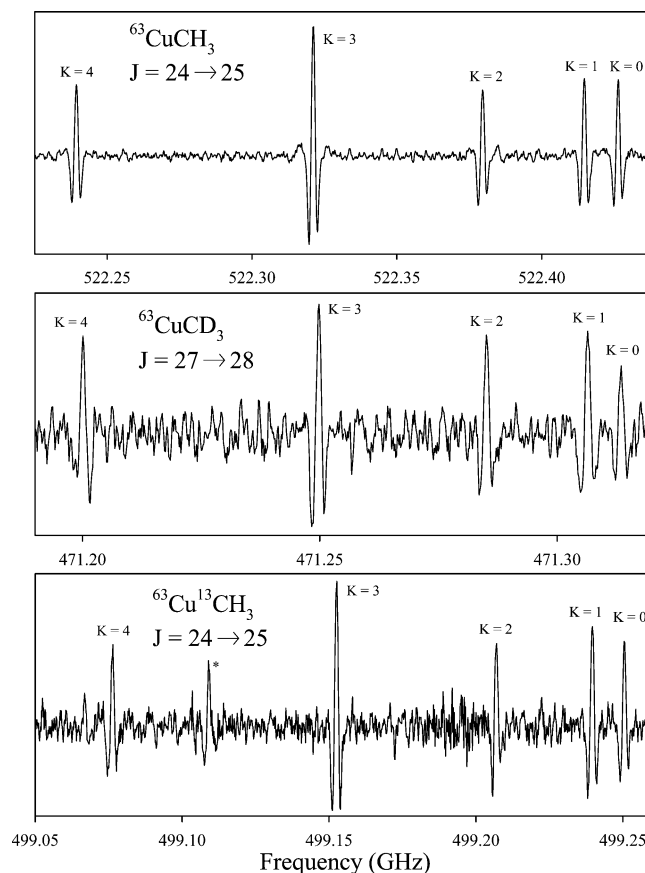 ⁶³CuCH₃
J = 24 → 25
K = 4
K = 3
K = 2
K = 1
K = 0
522.25
522.30
522.35
522.40
⁶³CuCD₃
J = 27 → 28
K = 4
K = 3
K = 2
K = 1
K = 0
471.20
471.25
471.30
⁶³Cu¹³CH₃
J = 24 → 25
K = 4
*
K = 3
K = 2
K = 1
K = 0
499.05
499.10
499.15
499.20
499.25
Frequency (GHz)